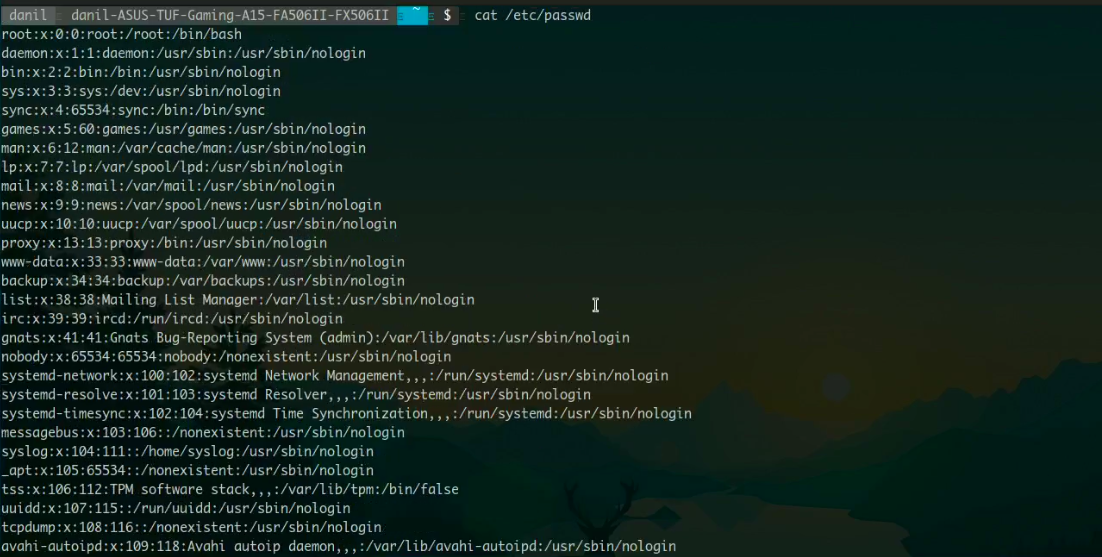 danil danil-ASUS-TUF-Gaming-A15-FA506II-FX506II ~ $ cat /etc/passwd
root:x:0:0:root:/root:/bin/bash
daemon:x:1:1:daemon:/usr/sbin:/usr/sbin/nologin
bin:x:2:2:bin:/bin:/usr/sbin/nologin
sys:x:3:3:sys:/dev:/usr/sbin/nologin
sync:x:4:65534:sync:/bin:/bin/sync
games:x:5:60:games:/usr/games:/usr/sbin/nologin
man:x:6:12:man:/var/cache/man:/usr/sbin/nologin
lp:x:7:7:lp:/var/spool/lpd:/usr/sbin/nologin
mail:x:8:8:mail:/var/mail:/usr/sbin/nologin
news:x:9:9:news:/var/spool/news:/usr/sbin/nologin
uucp:x:10:10:uucp:/var/spool/uucp:/usr/sbin/nologin
proxy:x:13:13:proxy:/bin:/usr/sbin/nologin
www-data:x:33:33:www-data:/var/www:/usr/sbin/nologin
backup:x:34:34:backup:/var/backups:/usr/sbin/nologin
list:x:38:38:Mailing List Manager:/var/list:/usr/sbin/nologin
irc:x:39:39:ircd:/run/ircd:/usr/sbin/nologin
gnats:x:41:41:Gnats Bug-Reporting System (admin):/var/lib/gnats:/usr/sbin/nologin
nobody:x:65534:65534:nobody:/nonexistent:/usr/sbin/nologin
systemd-network:x:100:102:systemd Network Management,,,:/run/systemd:/usr/sbin/nologin
systemd-resolve:x:101:103:systemd Resolver,,,:/run/systemd:/usr/sbin/nologin
systemd-timesync:x:102:104:systemd Time Synchronization,,,:/run/systemd:/usr/sbin/nologin
messagebus:x:103:106::/nonexistent:/usr/sbin/nologin
syslog:x:104:111::/home/syslog:/usr/sbin/nologin
_apt:x:105:65534::/nonexistent:/usr/sbin/nologin
tss:x:106:112:TPM software stack,,,:/var/lib/tpm:/bin/false
uuidd:x:107:115::/run/uuidd:/usr/sbin/nologin
tcpdump:x:108:116::/nonexistent:/usr/sbin/nologin
avahi-autoipd:x:109:118:Avahi autoip daemon,,,:/var/lib/avahi-autoipd:/usr/sbin/nologin